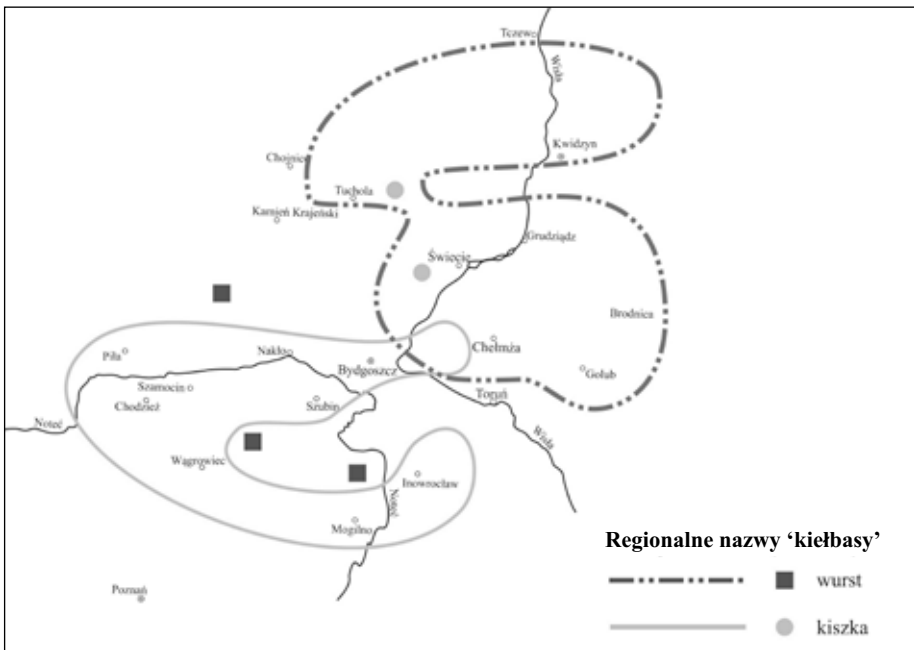 Tczew
Wisła
Kwidzyn
Chojnice
Tuchola
Kamień Krajeński
Grudziądz
Świecie
Brodnica
Chełmża
Nakło
Piła
Bydgoszcz
Golub
Szamocin
Chodzież
Szubin
Toruń
Noteć
Wisła
Wągrowiec
Inowrocław
Noteć
Mogilno
Poznań
Regionalne nazwy ‘kiełbasy’
wurst
kiszka